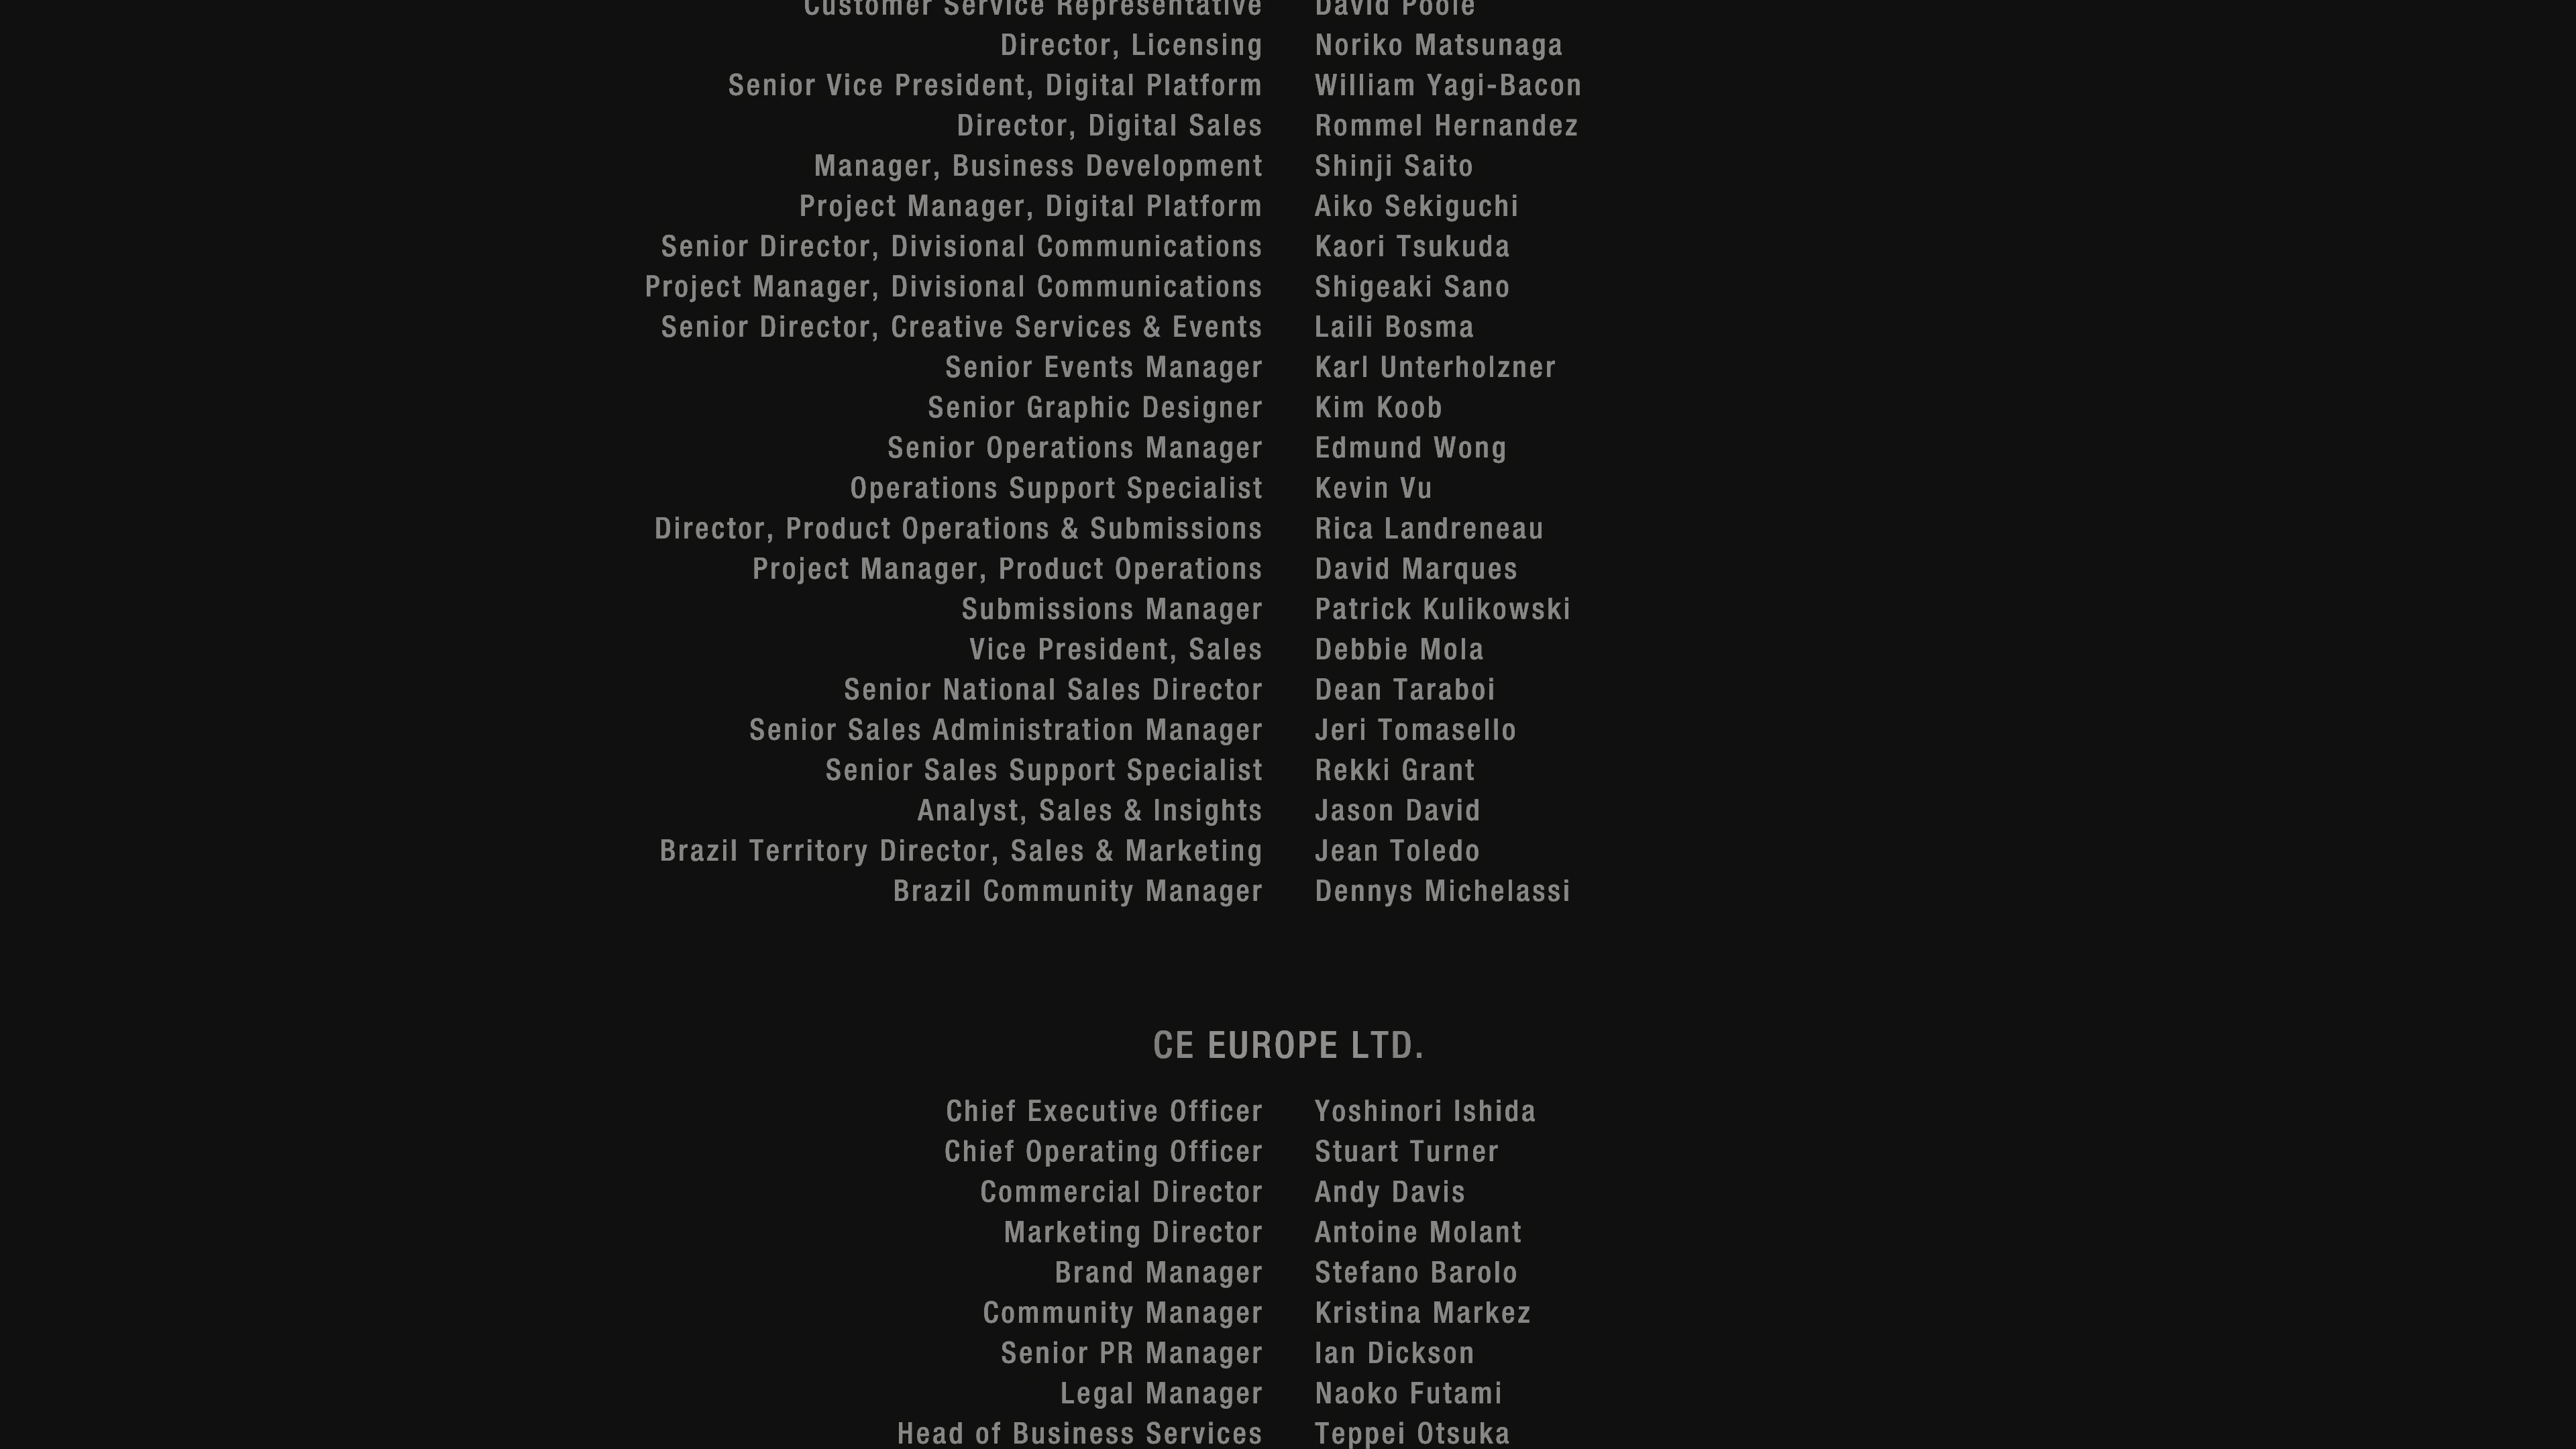 Customer Service Representative David Poole
Director, Licensing Noriko Matsunaga
Senior Vice President, Digital Platform William Yagi-Bacon
Director, Digital Sales Rommel Hernandez
Manager, Business Development Shinji Saito
Project Manager, Digital Platform Aiko Sekiguchi
Senior Director, Divisional Communications Kaori Tsukuda
Project Manager, Divisional Communications Shigeaki Sano
Senior Director, Creative Services & Events Laili Bosma
Senior Events Manager Karl Unterholzner
Senior Graphic Designer Kim Koob
Senior Operations Manager Edmund Wong
Operations Support Specialist Kevin Vu
Director, Product Operations & Submissions Rica Landreneau
Project Manager, Product Operations David Marques
Submissions Manager Patrick Kulikowski
Vice President, Sales Debbie Mola
Senior National Sales Director Dean Taraboi
Senior Sales Administration Manager Jeri Tomasello
Senior Sales Support Specialist Rekki Grant
Analyst, Sales & Insights Jason David
Brazil Territory Director, Sales & Marketing Jean Toledo
Brazil Community Manager Dennys Michelassi
CE EUROPE LTD.
Chief Executive Officer Yoshinori Ishida
Chief Operating Officer Stuart Turner
Commercial Director Andy Davis
Marketing Director Antoine Molant
Brand Manager Stefano Barolo
Community Manager Kristina Markez
Senior PR Manager Ian Dickson
Legal Manager Naoko Futami
Head of Business Services Teppei Otsuka